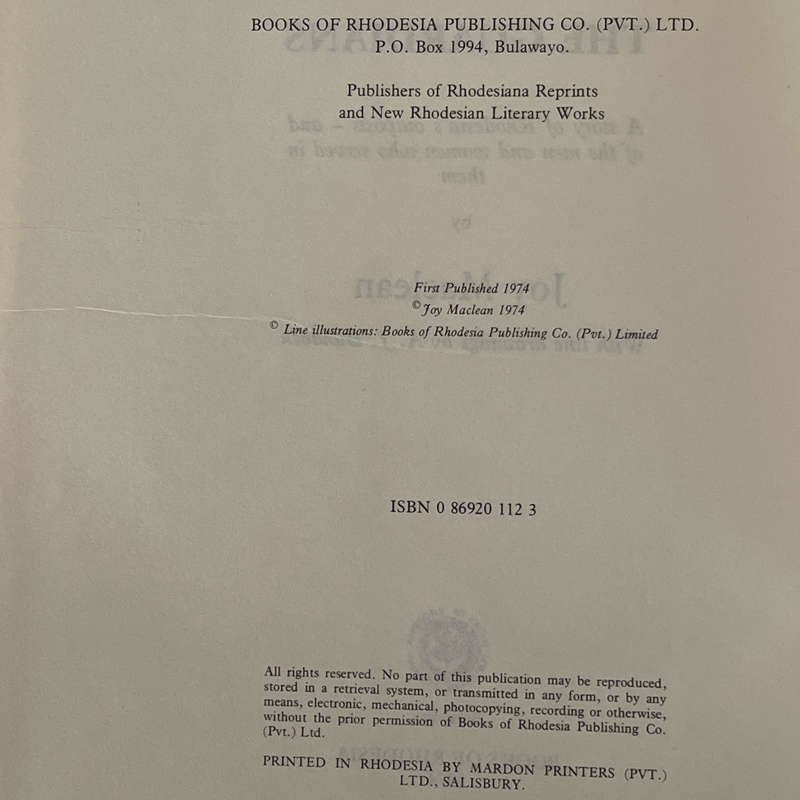 BOOKS OF RHODESIA PUBLISHING CO. (PVT.) LTD.
P.O. Box 1994, Bulawayo.
Publishers of Rhodesiana Reprints
and New Rhodesian Literary Works
First Published 1974
© Joy Maclean 1974
© Line illustrations: Books of Rhodesia Publishing Co. (Pvt.) Limited
ISBN 0 86920 112 3
All rights reserved. No part of this publication may be reproduced,
stored in a retrieval system, or transmitted in any form, or by any
means, electronic, mechanical, photocopying, recording or otherwise,
without the prior permission of Books of Rhodesia Publishing Co.
(Pvt.) Ltd.
PRINTED IN RHODESIA BY MARDON PRINTERS (PVT.)
LTD., SALISBURY.